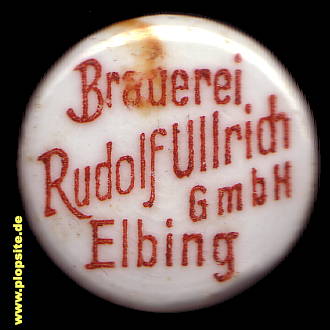 Brauerei
Rudolf Ullrich
GmbH
Elbing
www.plopsite.de